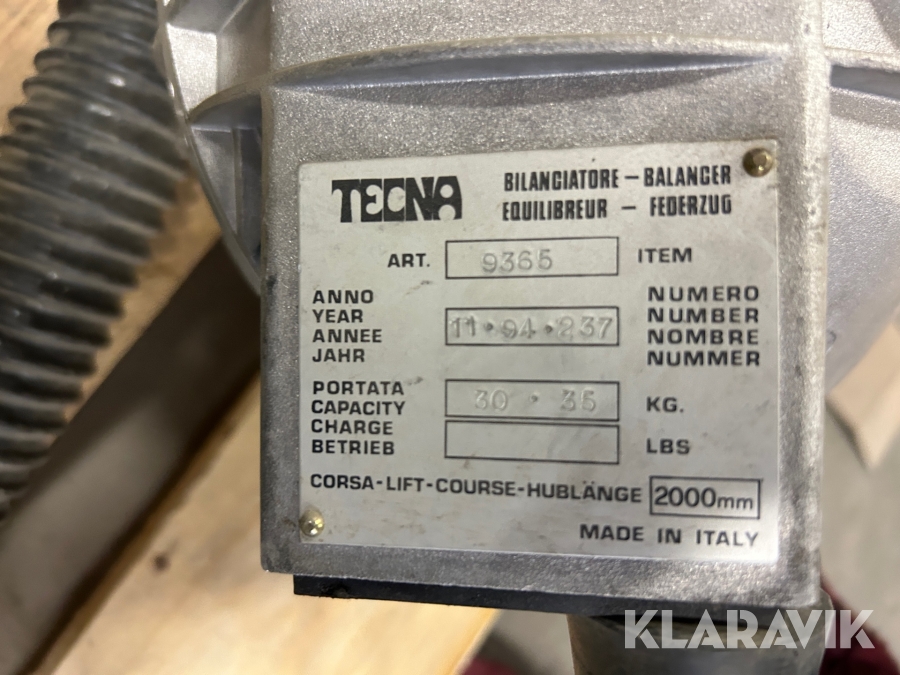 TECNA
BILANCIATORE – BALANCER
EQUILIBREUR – FEDERZUG
ART. 9365 ITEM
ANNO NUMERO
YEAR NUMBER
11·94·237
ANNEE NOMBRE
JAHR NUMMER
PORTATA
CAPACITY 30 · 35 KG.
CHARGE
BETRIEB LBS
CORSA-LIFT-COURSE-HUBLÄNGE 2000mm
MADE IN ITALY
KLARAVIK